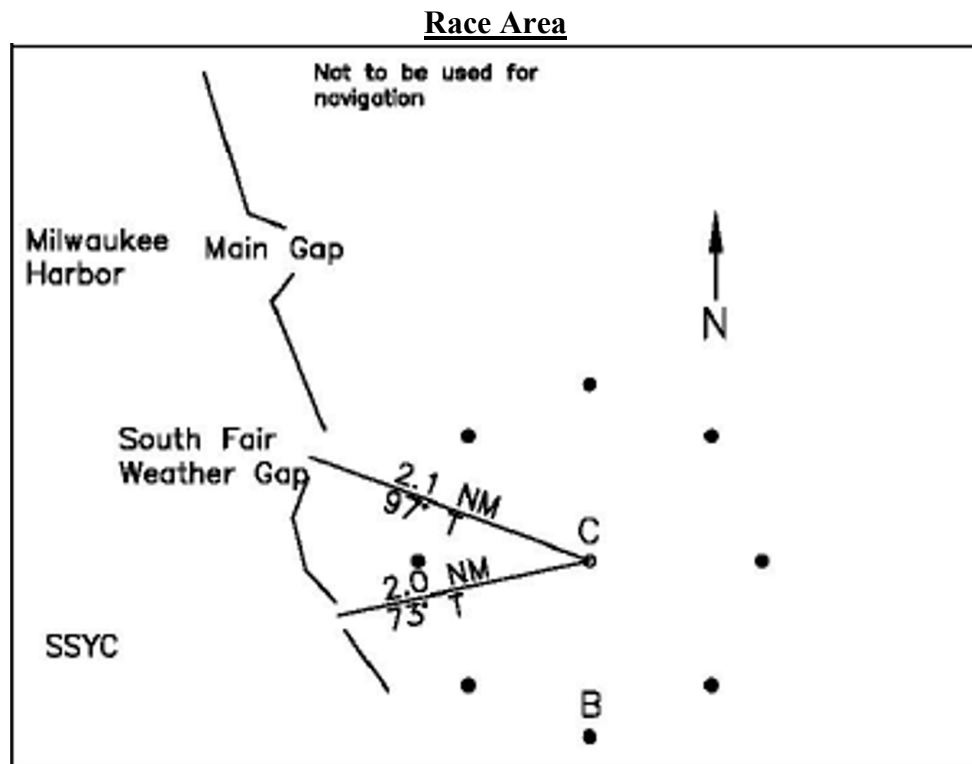 Race Area
Not to be used for
navigation
Milwaukee
Harbor
Main Gap
N
South Fair
Weather Gap
2.1 NM
97° T
C
2.0 NM
73° T
SSYC
B